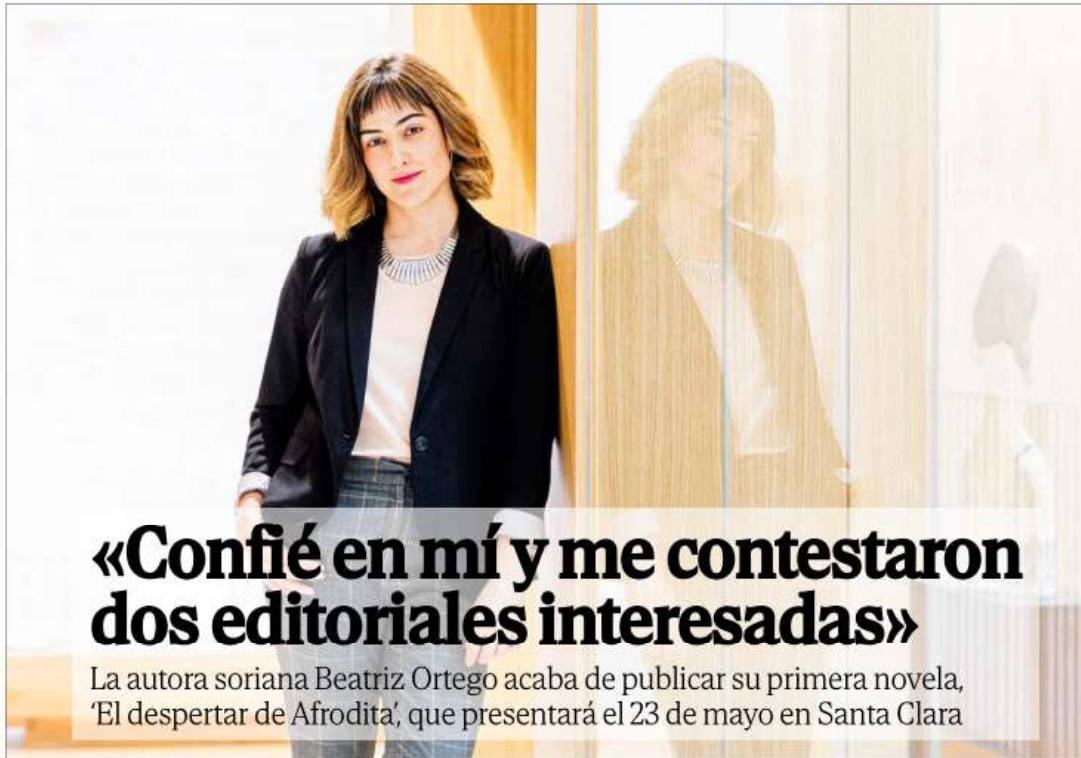 «Confié en mí y me contestaron
dos editoriales interesadas»
La autora soriana Beatriz Ortego acaba de publicar su primera novela,
‘El despertar de Afrodita’, que presentará el 23 de mayo en Santa Clara